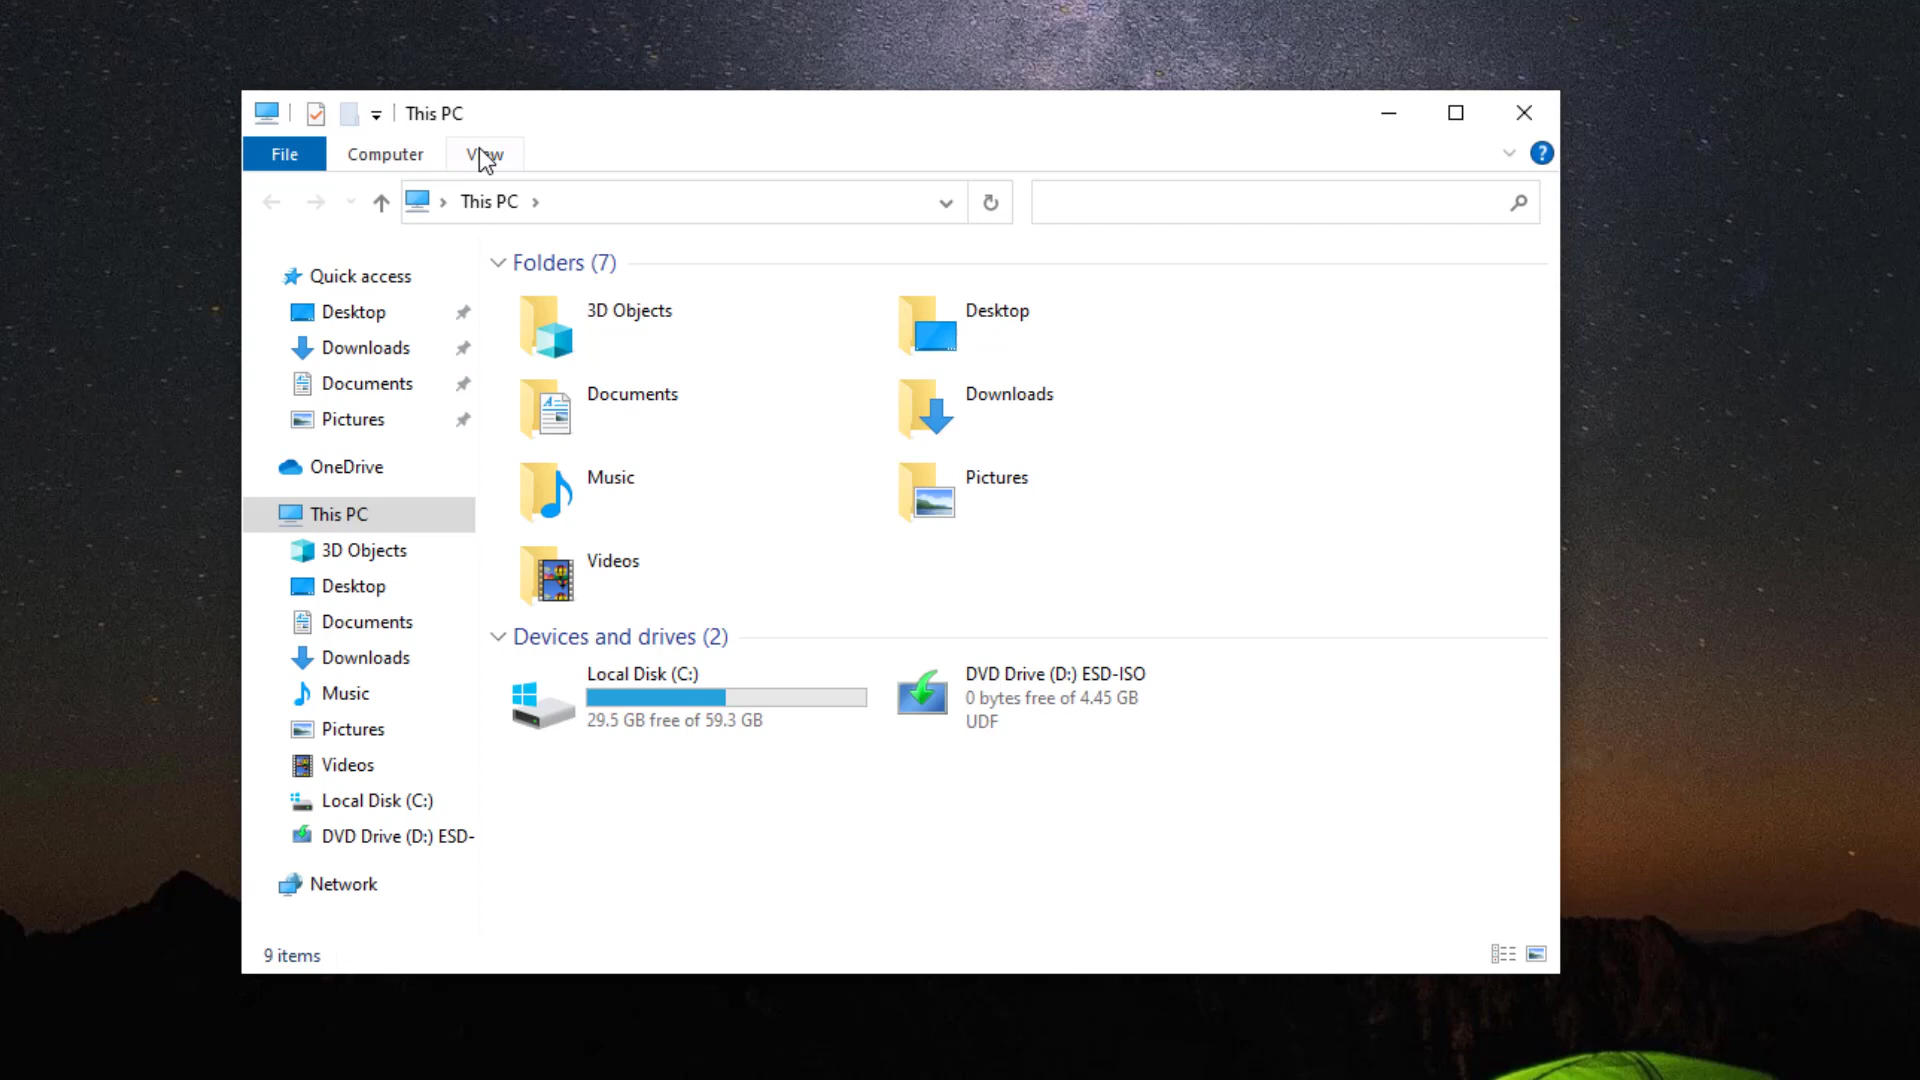 This PC
File
Computer
View
This PC
Quick access
Desktop
Downloads
Documents
Pictures
OneDrive
This PC
3D Objects
Desktop
Documents
Downloads
Music
Pictures
Videos
Local Disk (C:)
DVD Drive (D:) ESD-
Network
Folders (7)
3D Objects
Desktop
Documents
Downloads
Music
Pictures
Videos
Devices and drives (2)
Local Disk (C:)
29.5 GB free of 59.3 GB
DVD Drive (D:) ESD-ISO
0 bytes free of 4.45 GB
UDF
9 items